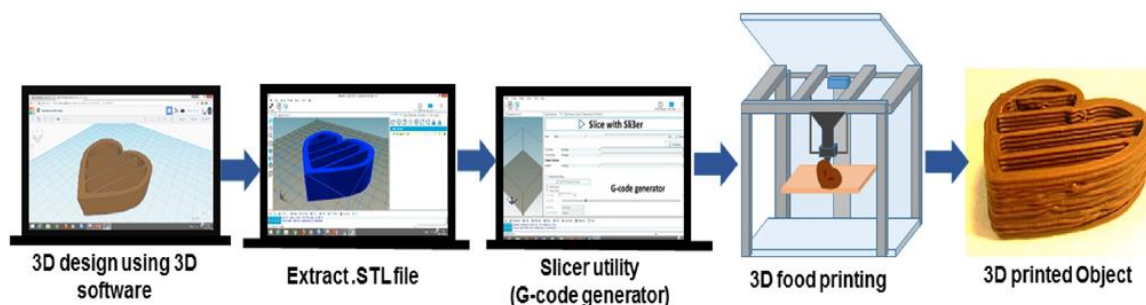 Slice with Sli3er
G-code generator
3D design using 3D
software
Extract .STL file
Slicer utility
(G-code generator)
3D food printing
3D printed Object